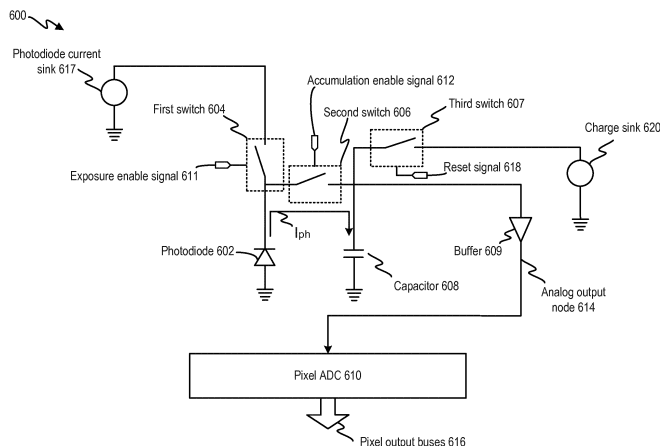 600
Photodiode current
sink 617
Accumulation enable signal 612
First switch 604
Second switch 606
Third switch 607
Charge sink 620
Exposure enable signal 611
Reset signal 618
Iph
Photodiode 602
Buffer 609
Capacitor 608
Analog output
node 614
Pixel ADC 610
Pixel output buses 616